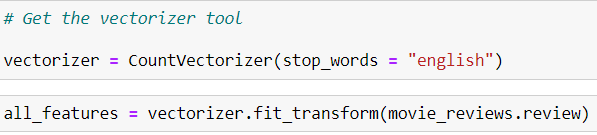 # Get the vectorizer tool
vectorizer = CountVectorizer(stop_words = "english")
all_features = vectorizer.fit_transform(movie_reviews.review)